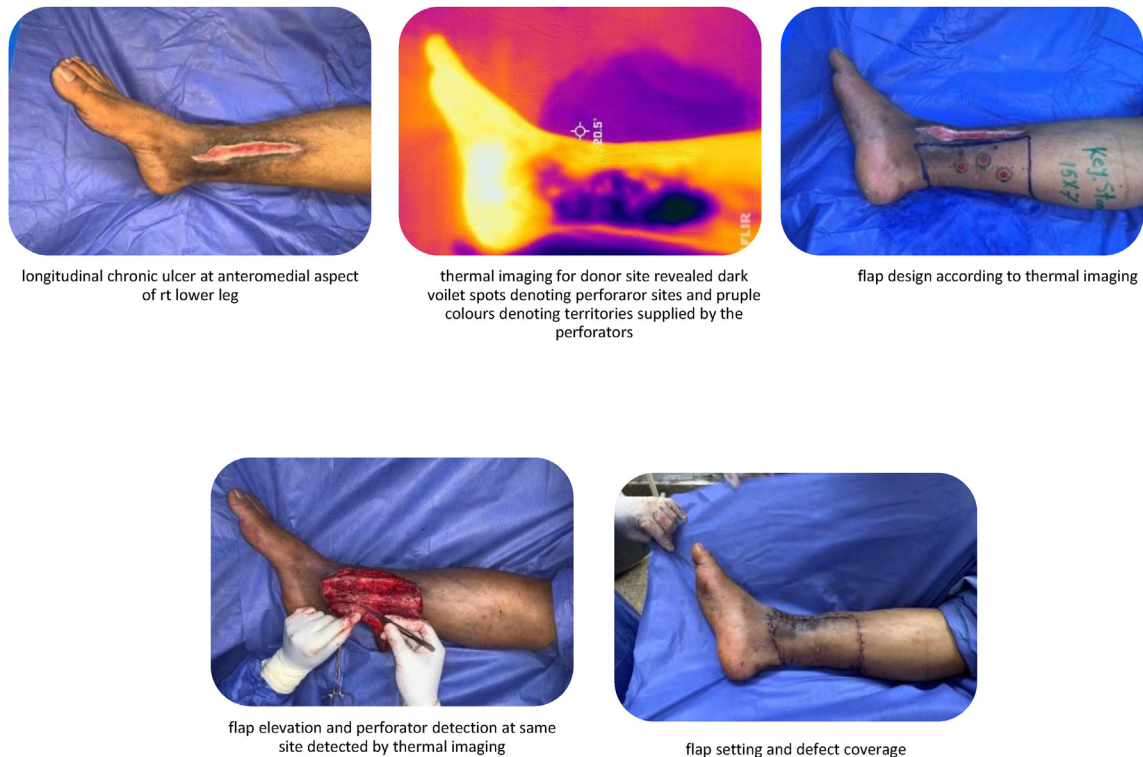 20.5°
FLIR
Key. St
15X7
longitudinal chronic ulcer at anteromedial aspect
of rt lower leg
thermal imaging for donor site revealed dark
voilet spots denoting perforaror sites and pruple
colours denoting territories supplied by the
perforators
flap design according to thermal imaging
flap elevation and perforator detection at same
site detected by thermal imaging
flap setting and defect coverage